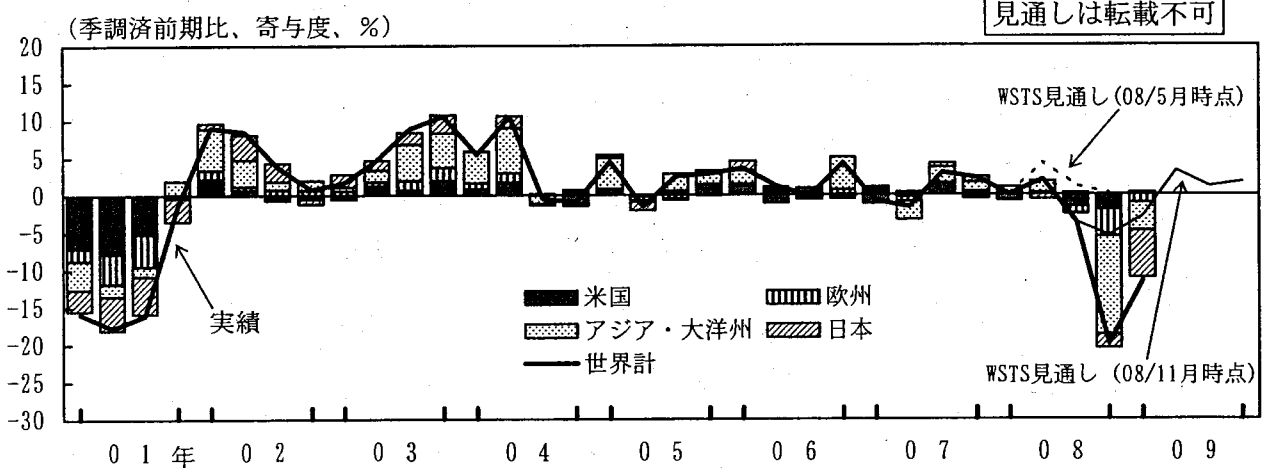 (季調済前期比、寄与度、%)
見通しは転載不可
20
15
10
5
0
-5
-10
-15
-20
-25
-30
WSTS見通し(08/5月時点)
実績
米国
欧州
アジア・大洋州
日本
世界計
WSTS見通し (08/11月時点)
01年 02 03 04 05 06 07 08 09